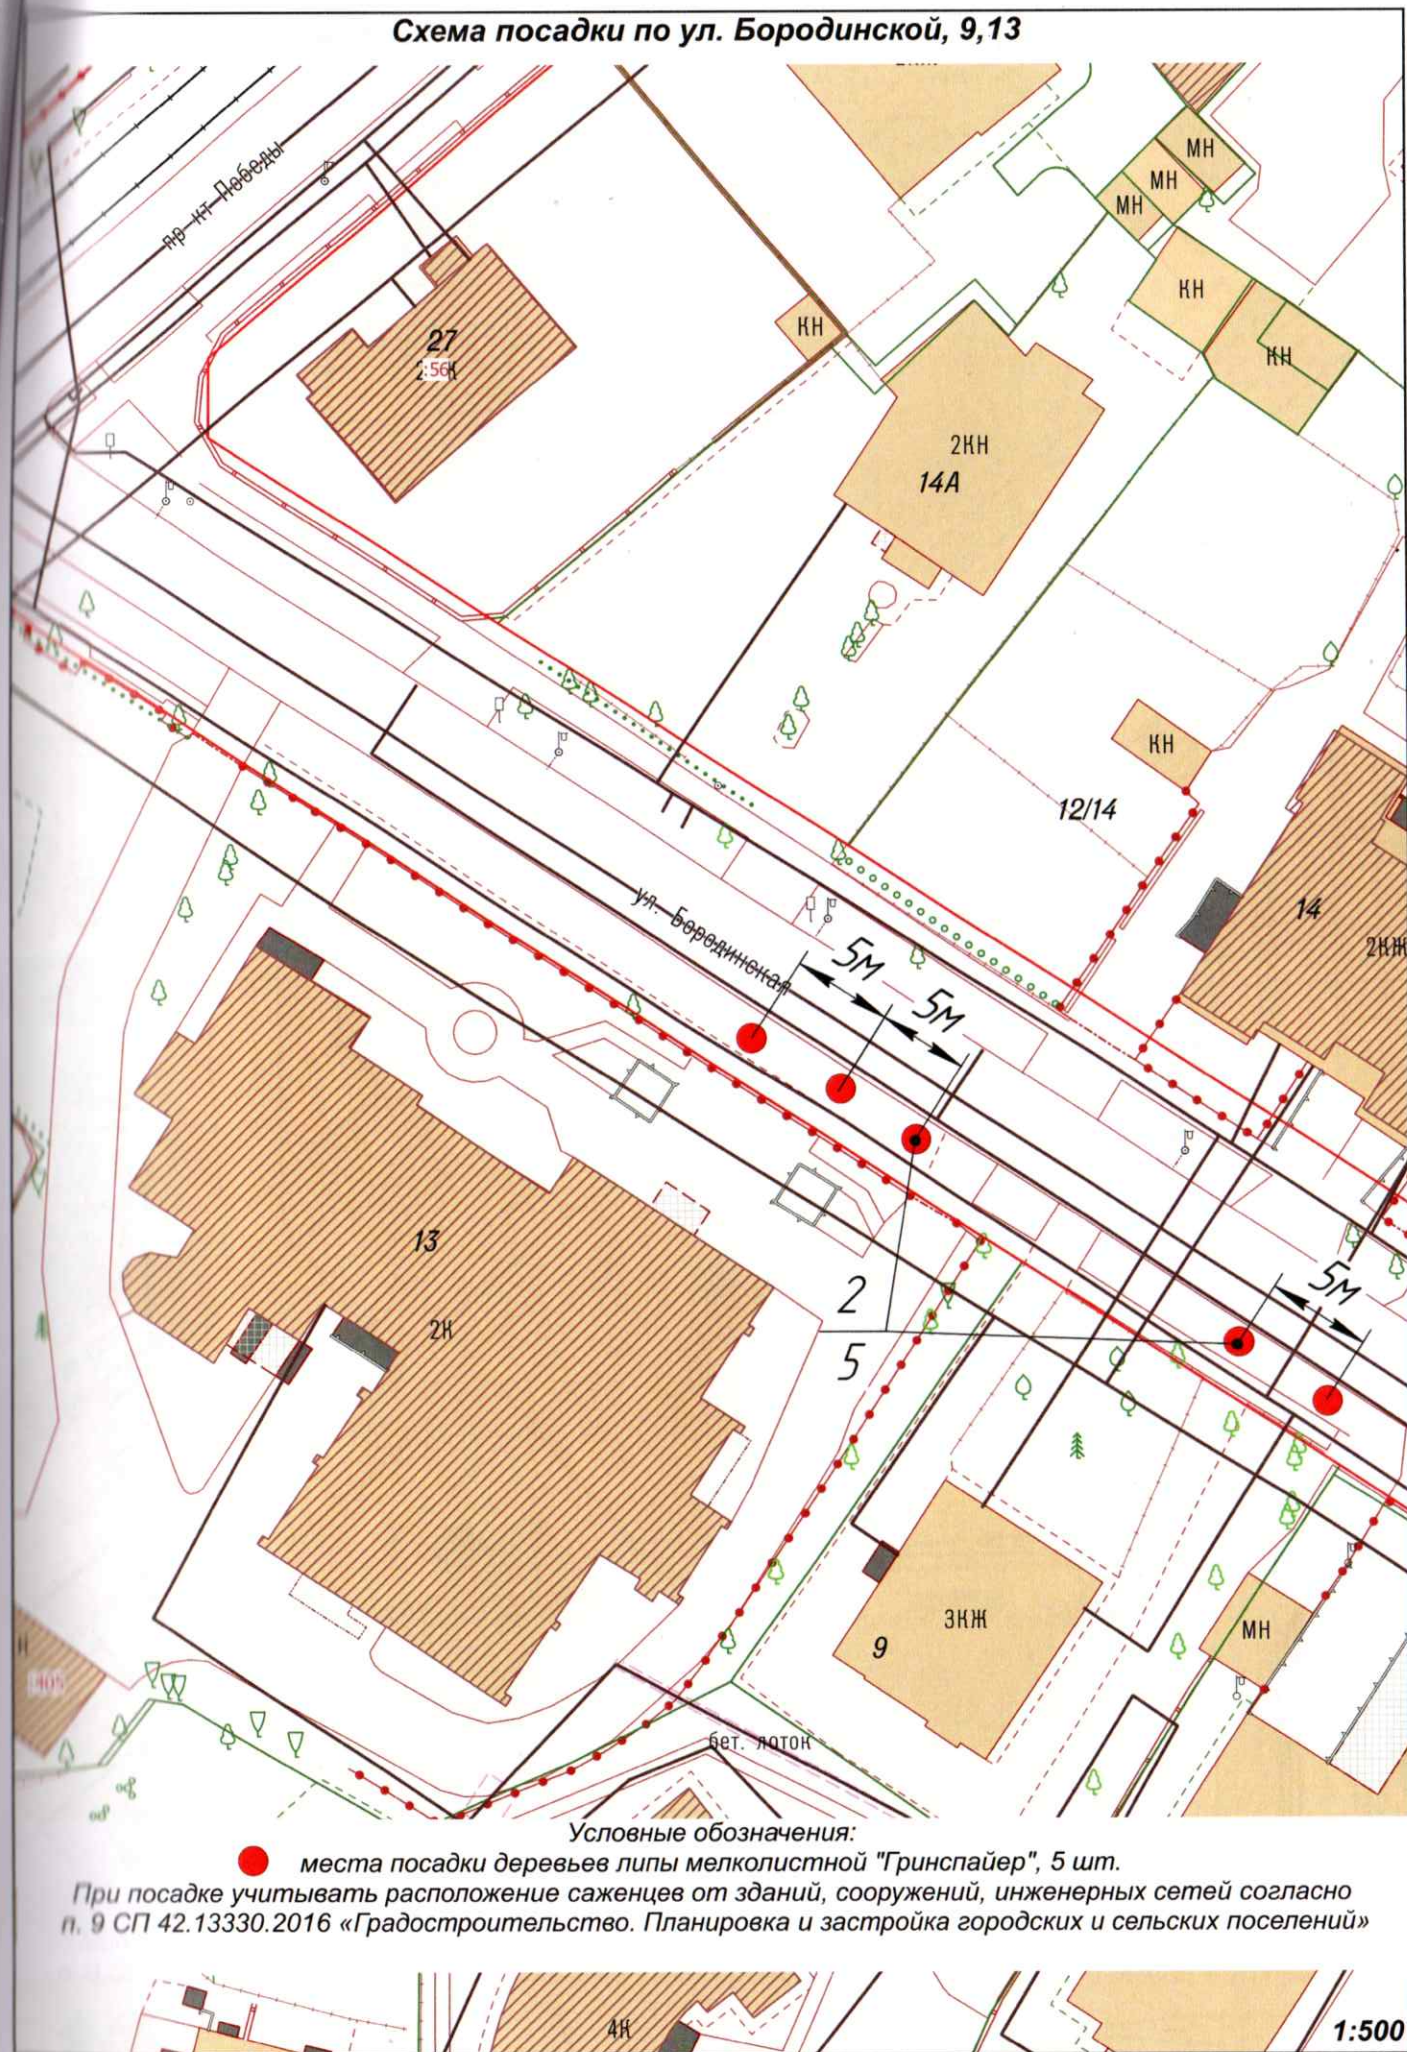 Схема посадки по ул. Бородинской, 9,13
пр кт Победы
МН
МН
МН
КН
КН
27
:56
КН
2КН
14А
КН
12/14
14
2КЖ
ул. Бородинская
5м
5м
13
2К
2
5м
5
3КЖ
9
МН
:405
бет. лоток
Условные обозначения:
места посадки деревьев липы мелколистной "Гринспайер", 5 шт.
При посадке учитывать расположение саженцев от зданий, сооружений, инженерных сетей согласно
п. 9 СП 42.13330.2016 «Градостроительство. Планировка и застройка городских и сельских поселений»
4К
1:500